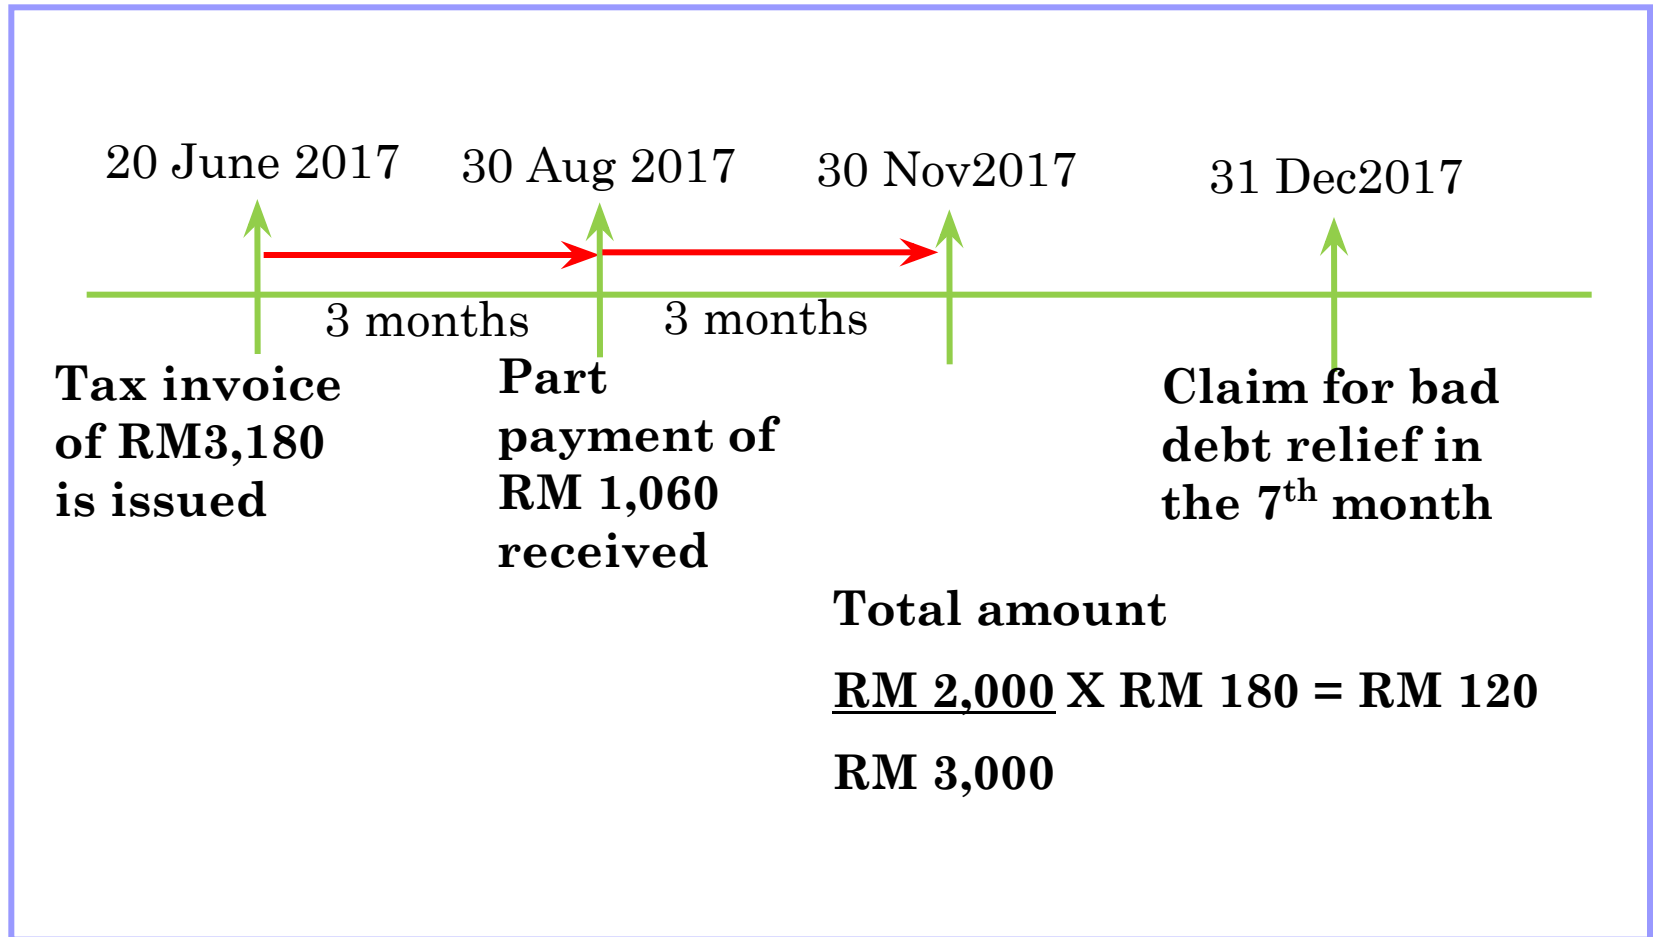 20 June 2017
30 Aug 2017
30 Nov2017
31 Dec2017
3 months
3 months
Tax invoice
of RM3,180
is issued
Part
payment of
RM 1,060
received
Claim for bad
debt relief in
the 7th month
Total amount
RM 2,000 X RM 180 = RM 120
RM 3,000